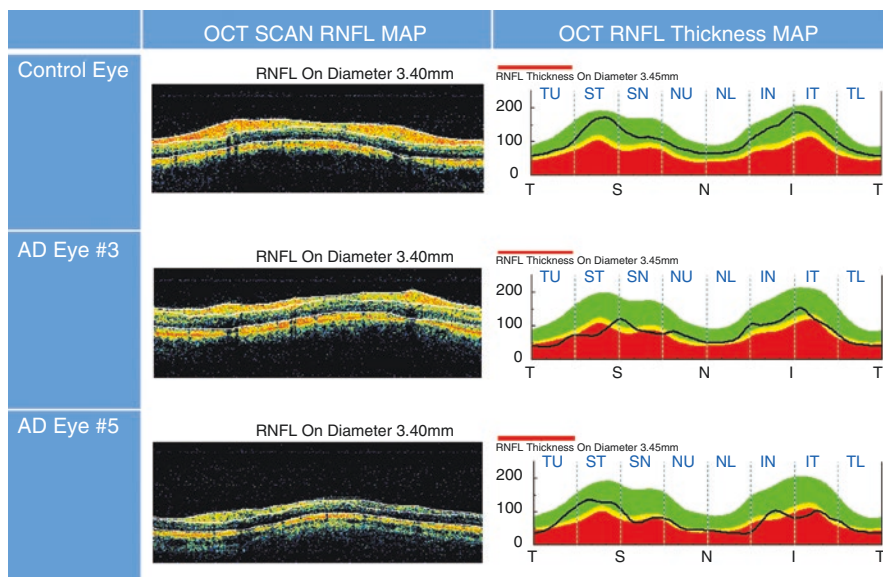 OCT SCAN RNFL MAP
OCT RNFL Thickness MAP
Control Eye
RNFL On Diameter 3.40mm
RNFL Thickness On Diameter 3.45mm
TU ST SN NU NL IN IT TL
200
100
0
T S N I T
AD Eye #3
RNFL On Diameter 3.40mm
RNFL Thickness On Diameter 3.45mm
TU ST SN NU NL IN IT TL
200
100
0
T S N I T
AD Eye #5
RNFL On Diameter 3.40mm
RNFL Thickness On Diameter 3.45mm
TU ST SN NU NL IN IT TL
200
100
0
T S N I T